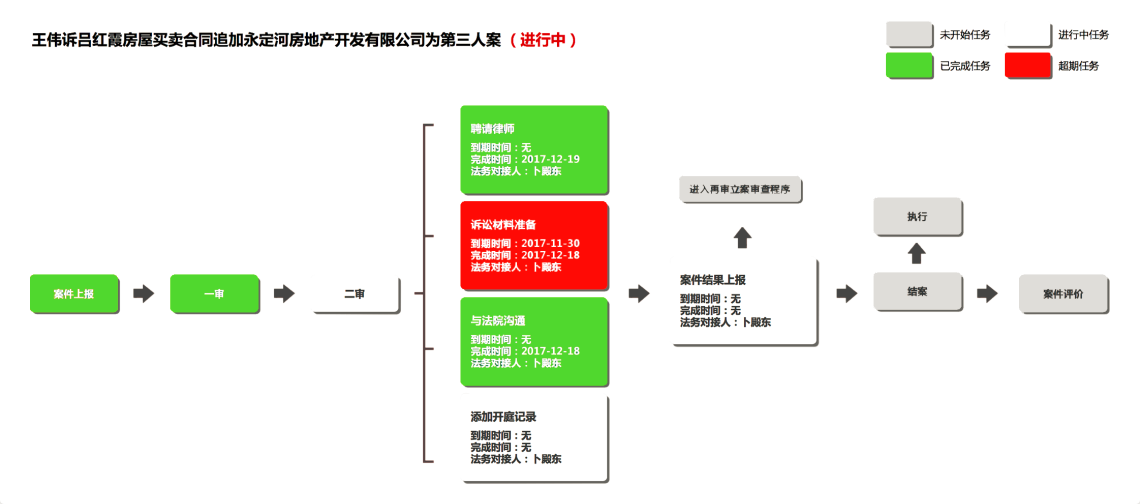 王伟诉吕红霞房屋买卖合同追加永定河房地产开发有限公司为第三人案（进行中）
未开始任务
进行中任务
已完成任务
超期任务
案件上报
一审
二审
聘请律师
到期时间：无
完成时间：2017-12-19
法务对接人：卜殿东
诉讼材料准备
到期时间：2017-11-30
完成时间：2017-12-18
法务对接人：卜殿东
与法院沟通
到期时间：无
完成时间：2017-12-18
法务对接人：卜殿东
添加开庭记录
到期时间：无
完成时间：无
法务对接人：卜殿东
进入再审立案审查程序
案件结果上报
到期时间：无
完成时间：无
法务对接人：卜殿东
执行
结案
案件评价